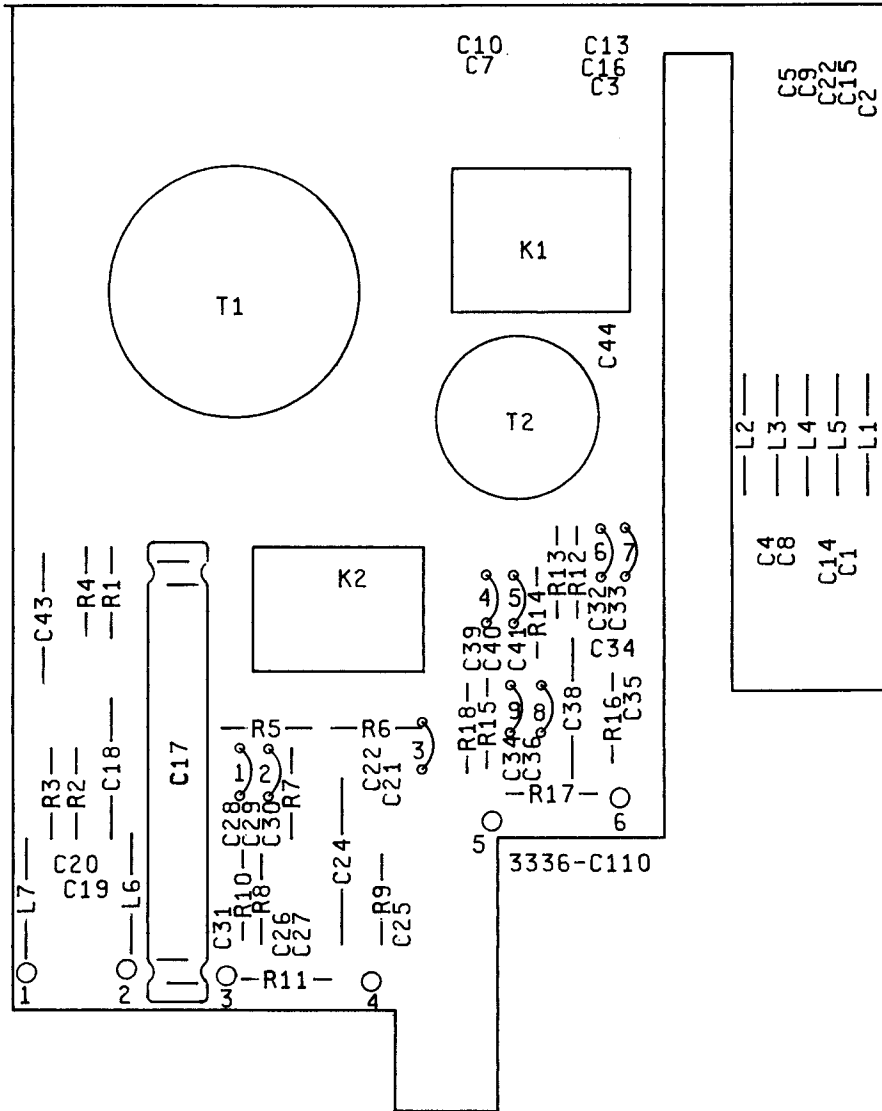 C10
C7
C13
C16
C3
C5
C9
C22
C15
C2
K1
T1
C44
T2
L2
L3
L4
L5
L1
C4
C8
C14
C1
C43
R4
R1
K2
4
5
R14
R13
R12
6
7
C32
C33
C39
C40
C41
C34
C38
R16
C35
R18
R15
9
8
C34
C36
R5
R6
3
C18
C17
R3
R2
1
2
R7
C22
C21
C28
C29
C30
R17
5
6
3336-C110
C20
C19
L7
L6
C31
R10
R8
C26
C27
C24
R9
C25
1
2
3
R11
4